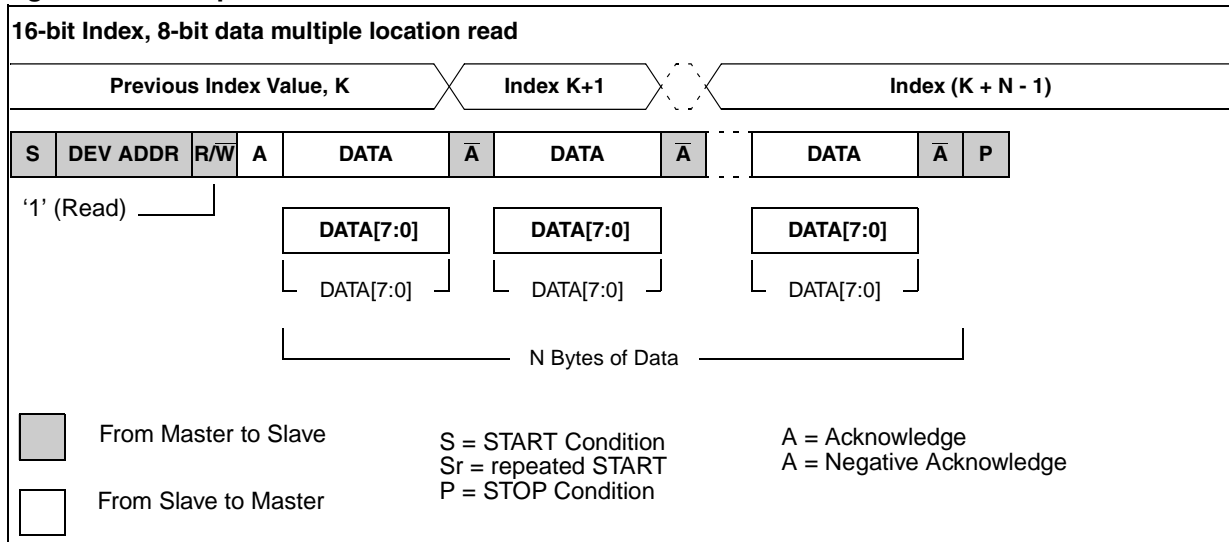 16-bit Index, 8-bit data multiple location read
Previous Index Value, K
Index K+1
Index (K + N - 1)
S DEV ADDR R/W̅ A DATA A̅ DATA A̅ DATA A̅ P
‘1’ (Read)
DATA[7:0] DATA[7:0] DATA[7:0]
DATA[7:0] DATA[7:0] DATA[7:0]
N Bytes of Data
From Master to Slave
From Slave to Master
S = START Condition
Sr = repeated START
P = STOP Condition
A = Acknowledge
A = Negative Acknowledge